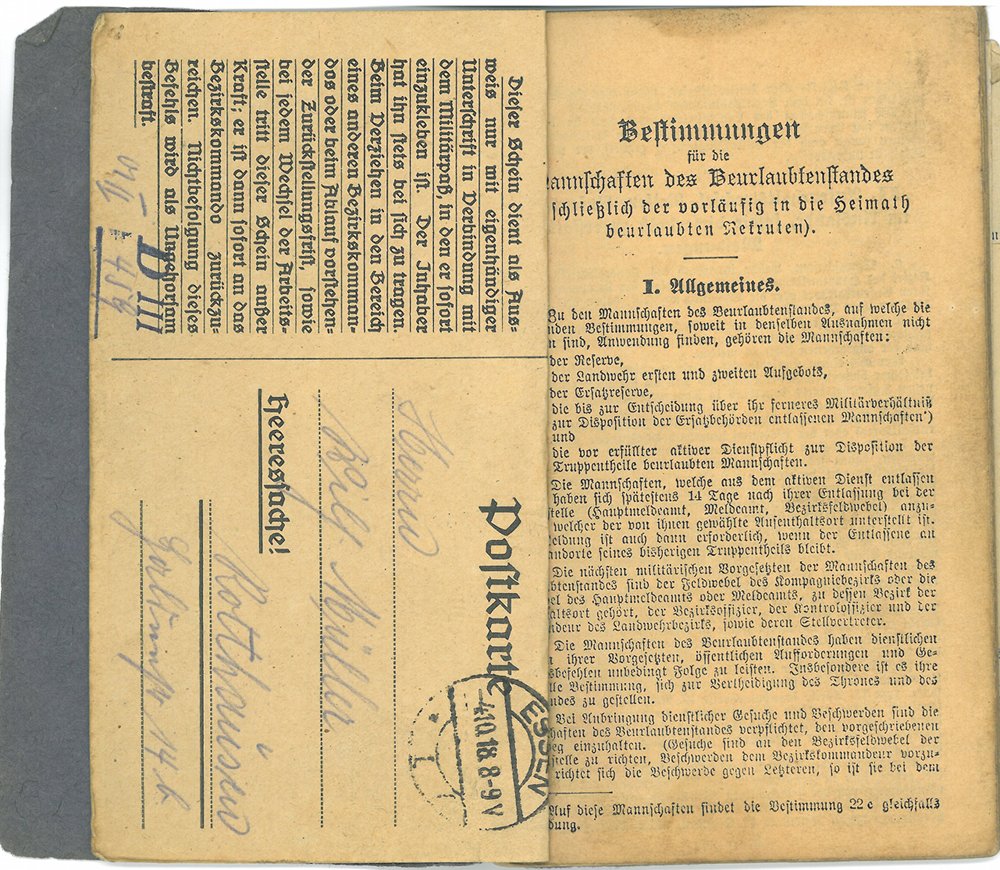 Dieser Schein dient als Aus-
weis nur mit eigenhändiger
Unterschrift in Verbindung mit
dem Militärpaß, in den er sofort
einzukleben ist. Der Inhaber
hat ihn stets bei sich zu tragen.
Beim Verziehen in den Bereich
eines anderen Bezirkskomman-
dos oder beim Ablauf vorstehen-
der Zurückstellungsfrist, sowie
bei jedem Wechsel der Arbeits-
stelle tritt dieser Schein außer
Kraft; er ist dann sofort an das
Bezirkskommando zurückzu-
reichen. Nichtbefolgung dieses
Befehls wird als Ungehorsam
bestraft.
D III
Postkarte
ESSEN
-4.10.18.8-9V
Herrn
Müller.
Heeressache!
Rotthausen
14 b
Bestimmungen
für die
annschaften des Beurlaubtenstandes
schließlich der vorläufig in die Heimath
beurlaubten Rekruten).
I. Allgemeines.
Zu den Mannschaften des Beurlaubtenstandes, auf welche die
nden Bestimmungen, soweit in denselben Ausnahmen nicht
n sind, Anwendung finden, gehören die Mannschaften:
der Reserve,
der Landwehr ersten und zweiten Aufgebots,
der Ersatzreserve,
die bis zur Entscheidung über ihr ferneres Militärverhältniß
zur Disposition der Ersatzbehörden entlassenen Mannschaften*)
und
die vor erfüllter aktiver Dienstpflicht zur Disposition der
Truppentheile beurlaubten Mannschaften.
Die Mannschaften, welche aus dem aktiven Dienst entlassen
haben sich spätestens 14 Tage nach ihrer Entlassung bei der
stelle (Hauptmeldeamt, Meldeamt, Bezirksfeldwebel) anzu-
welcher der von ihnen gewählte Aufenthaltsort unterstellt ist.
eldung ist auch dann erforderlich, wenn der Entlassene an
andorte seines bisherigen Truppentheils bleibt.
Die nächsten militärischen Vorgesetzten der Mannschaften des
btenstandes sind der Feldwebel des Kompagniebezirks oder die
el des Hauptmeldeamts oder Meldeamts, zu dessen Bezirk der
altsort gehört, der Bezirksoffizier, der Kontroloffizier und der
ndeur des Landwehrbezirks, sowie deren Stellvertreter.
Die Mannschaften des Beurlaubtenstandes haben dienstlichen
n ihrer Vorgesetzten, öffentlichen Aufforderungen und Ge-
sbefehlen unbedingt Folge zu leisten. Insbesondere ist es ihre
lle Bestimmung, sich zur Vertheidigung des Thrones und des
ndes zu gestellen.
Bei Anbringung dienstlicher Gesuche und Beschwerden sind die
haften des Beurlaubtenstandes verpflichtet, den vorgeschriebenen
eg einzuhalten. (Gesuche sind an den Bezirksfeldwebel der
stelle zu richten, Beschwerden dem Bezirkskommandeur vorzu-
richtet sich die Beschwerde gegen Letzteren, so ist sie bei dem
Auf diese Mannschaften findet die Bestimmung 22 c gleichfalls
dung.